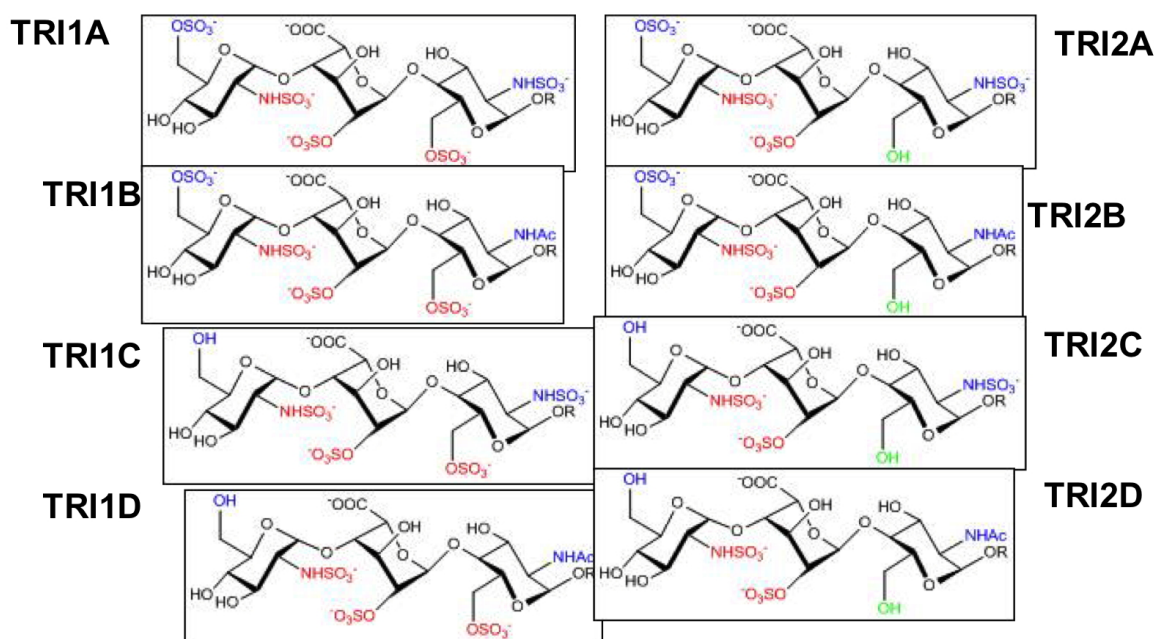 TRI1A
OSO₃⁻
⁻OOC
O
OH
HO
O
O
O
NHSO₃⁻
NHSO₃⁻
OR
HO
HO
O
⁻O₃SO
OSO₃⁻
TRI2A
OSO₃⁻
⁻OOC
O
OH
HO
O
O
O
NHSO₃⁻
NHSO₃⁻
OR
HO
HO
O
⁻O₃SO
OH
TRI1B
OSO₃⁻
⁻OOC
O
OH
HO
O
O
O
NHAc
NHSO₃⁻
OR
HO
HO
O
⁻O₃SO
OSO₃⁻
TRI2B
OSO₃⁻
⁻OOC
O
OH
HO
O
O
O
NHAc
NHSO₃⁻
OR
HO
HO
O
⁻O₃SO
OH
TRI1C
OH
⁻OOC
O
OH
HO
O
O
O
NHSO₃⁻
NHSO₃⁻
OR
HO
HO
O
⁻O₃SO
OSO₃⁻
TRI2C
OH
⁻OOC
O
OH
HO
O
O
O
NHSO₃⁻
NHSO₃⁻
OR
HO
HO
O
⁻O₃SO
OH
TRI1D
OH
⁻OOC
O
OH
HO
O
O
O
NHAc
NHSO₃⁻
OR
HO
HO
O
⁻O₃SO
OSO₃⁻
TRI2D
OH
⁻OOC
O
OH
HO
O
O
O
NHAc
NHSO₃⁻
OR
HO
HO
O
⁻O₃SO
OH